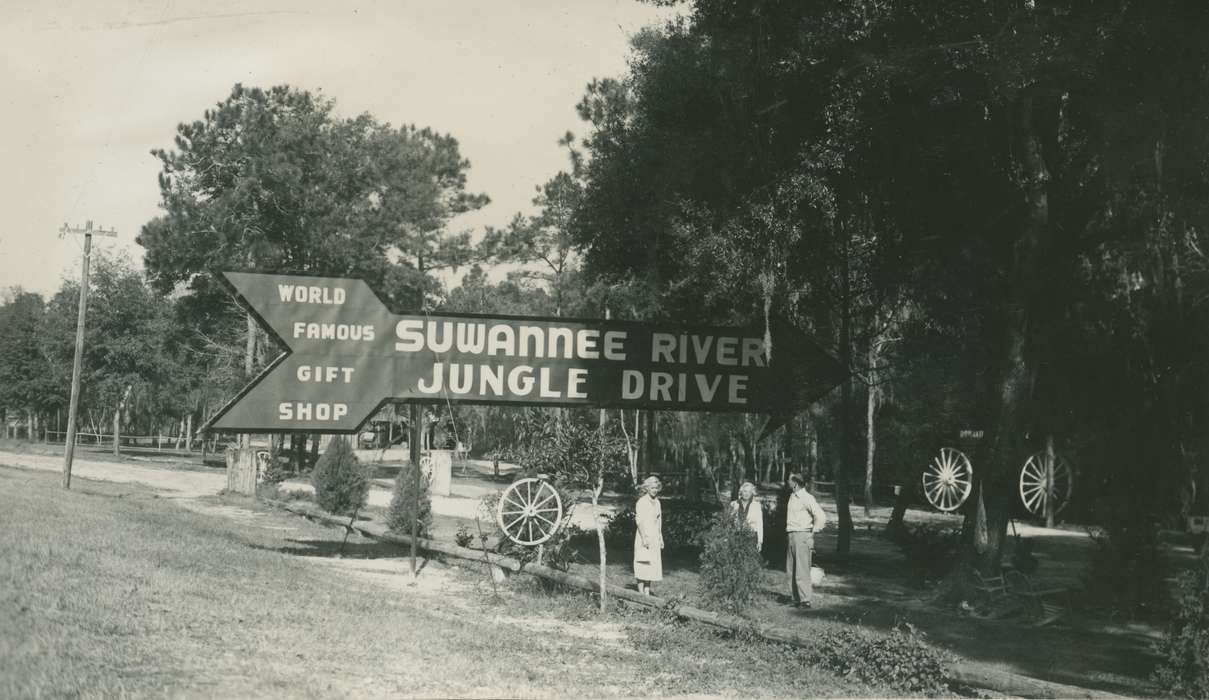 WORLD
FAMOUS
GIFT
SHOP
SUWANNEE RIVER
JUNGLE DRIVE